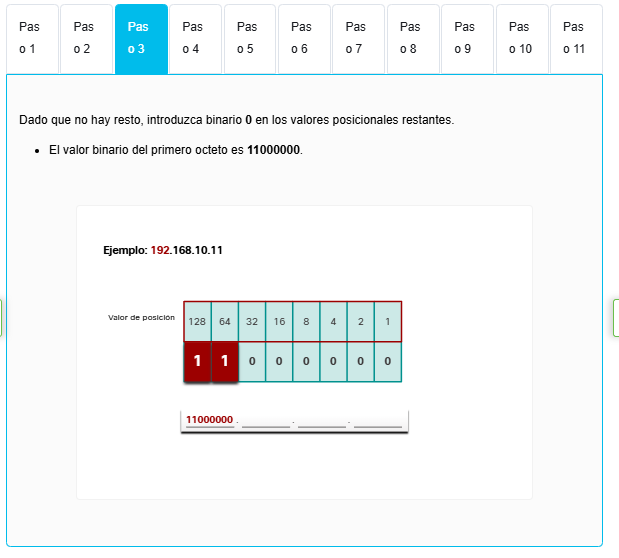 Pas Pas Pas Pas Pas Pas Pas Pas Pas Pas Pas
o 1 o 2 o 3 o 4 o 5 o 6 o 7 o 8 o 9 o 10 o 11
Dado que no hay resto, introduzca binario 0 en los valores posicionales restantes.
• El valor binario del primero octeto es 11000000.
Ejemplo: 192.168.10.11
Valor de posición 128 64 32 16 8 4 2 1
1 1 0 0 0 0 0 0
11000000 . ________ . ________ . ________